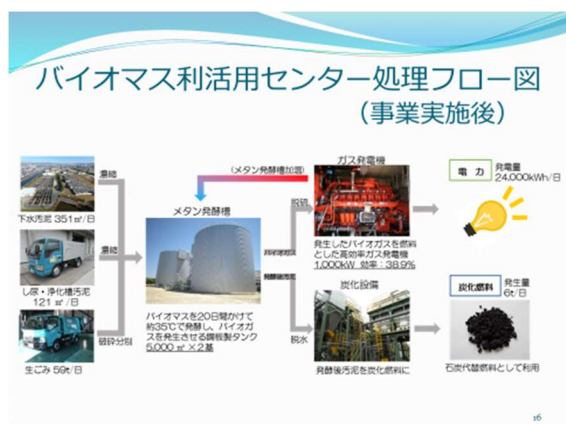 バイオマス利活用センター処理フロー図
（事業実施後）
濃縮
下水汚泥 351㎥/日
濃縮
し尿・浄化槽汚泥
121 ㎥/日
破砕分別
生ごみ 59t/日
メタン発酵槽
バイオマスを20日間かけて
約35℃で発酵し、バイオガ
スを発生させる鋼板製タンク
5,000 ㎥ ×2基
（メタン発酵槽加温）
ガス発電機
脱硫
バイオガス
発酵後汚泥
発生したバイオガスを燃料
とした高効率ガス発電機
1,000kW 効率：38.9%
炭化設備
脱水
発酵後汚泥を炭化燃料に
電 力
発電量
24,000kWh/日
炭化燃料
発生量
6t/日
石炭代替燃料として利用
16